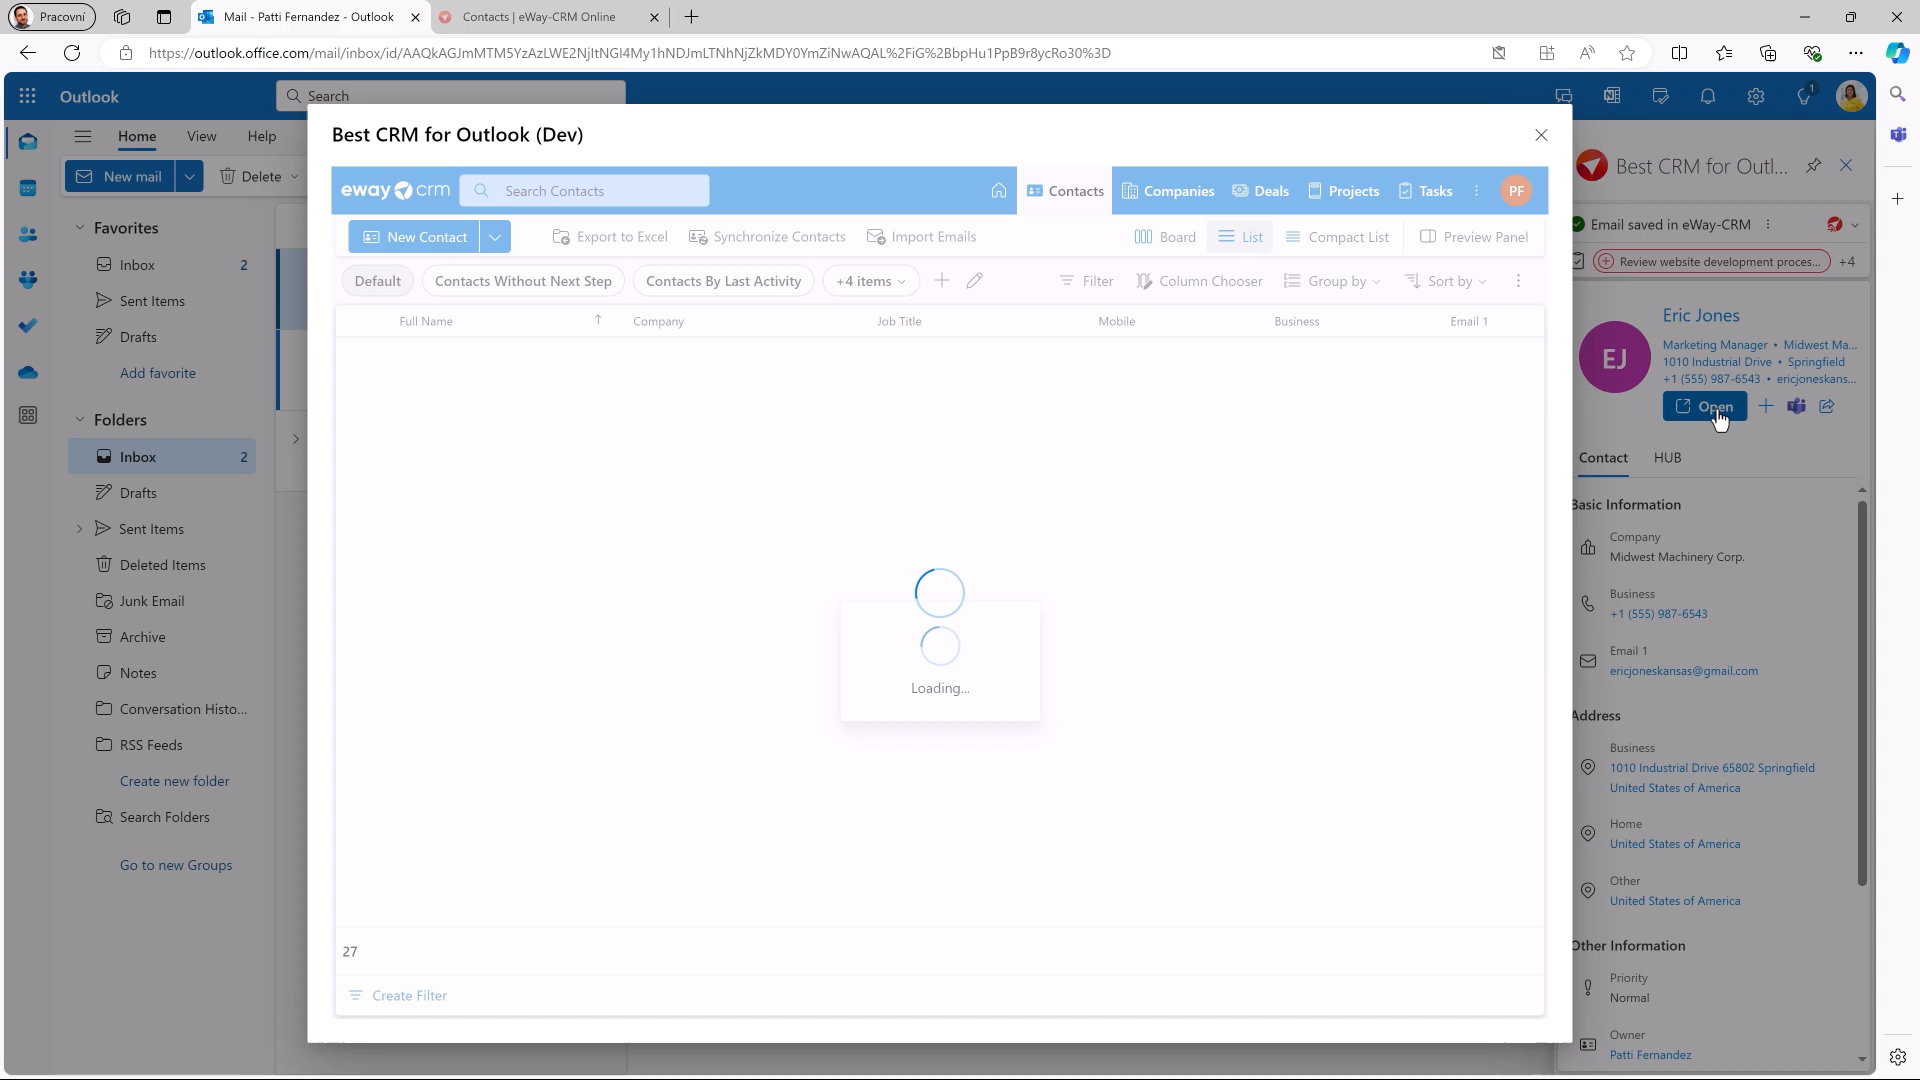 Pracovní
Mail - Patti Fernandez - Outlook
Contacts | eWay-CRM Online
https://outlook.office.com/mail/inbox/id/AAQkAGJmMTM5YzAzLWE2NjItNGI4My1hNDJmLTNhNjZkMDY0YmZiNwAQAL%2FiG%2BbpHu1PpB9r8ycRo30%3D
Outlook
Search
1
Home
View
Help
New mail
Delete
Favorites
Inbox 2
Sent Items
Drafts
Add favorite
Folders
Inbox 2
Drafts
Sent Items
Deleted Items
Junk Email
Archive
Notes
Conversation Histo...
RSS Feeds
Create new folder
Search Folders
Go to new Groups
Best CRM for Outlook (Dev)
eway crm
Search Contacts
Contacts
Companies
Deals
Projects
Tasks
PF
New Contact
Export to Excel
Synchronize Contacts
Import Emails
Board
List
Compact List
Preview Panel
Default
Contacts Without Next Step
Contacts By Last Activity
+4 items
Filter
Column Chooser
Group by
Sort by
Full Name
Company
Job Title
Mobile
Business
Email 1
Loading...
27
Create Filter
Best CRM for Outl...
Email saved in eWay-CRM
Review website development proces...
+4
EJ
Eric Jones
Marketing Manager • Midwest Ma...
1010 Industrial Drive • Springfield
+1 (555) 987-6543 • ericjoneskans...
Open
Contact
HUB
Basic Information
Company
Midwest Machinery Corp.
Business
+1 (555) 987-6543
Email 1
ericjoneskansas@gmail.com
Address
Business
1010 Industrial Drive 65802 Springfield
United States of America
Home
United States of America
Other
United States of America
Other Information
Priority
Normal
Owner
Patti Fernandez